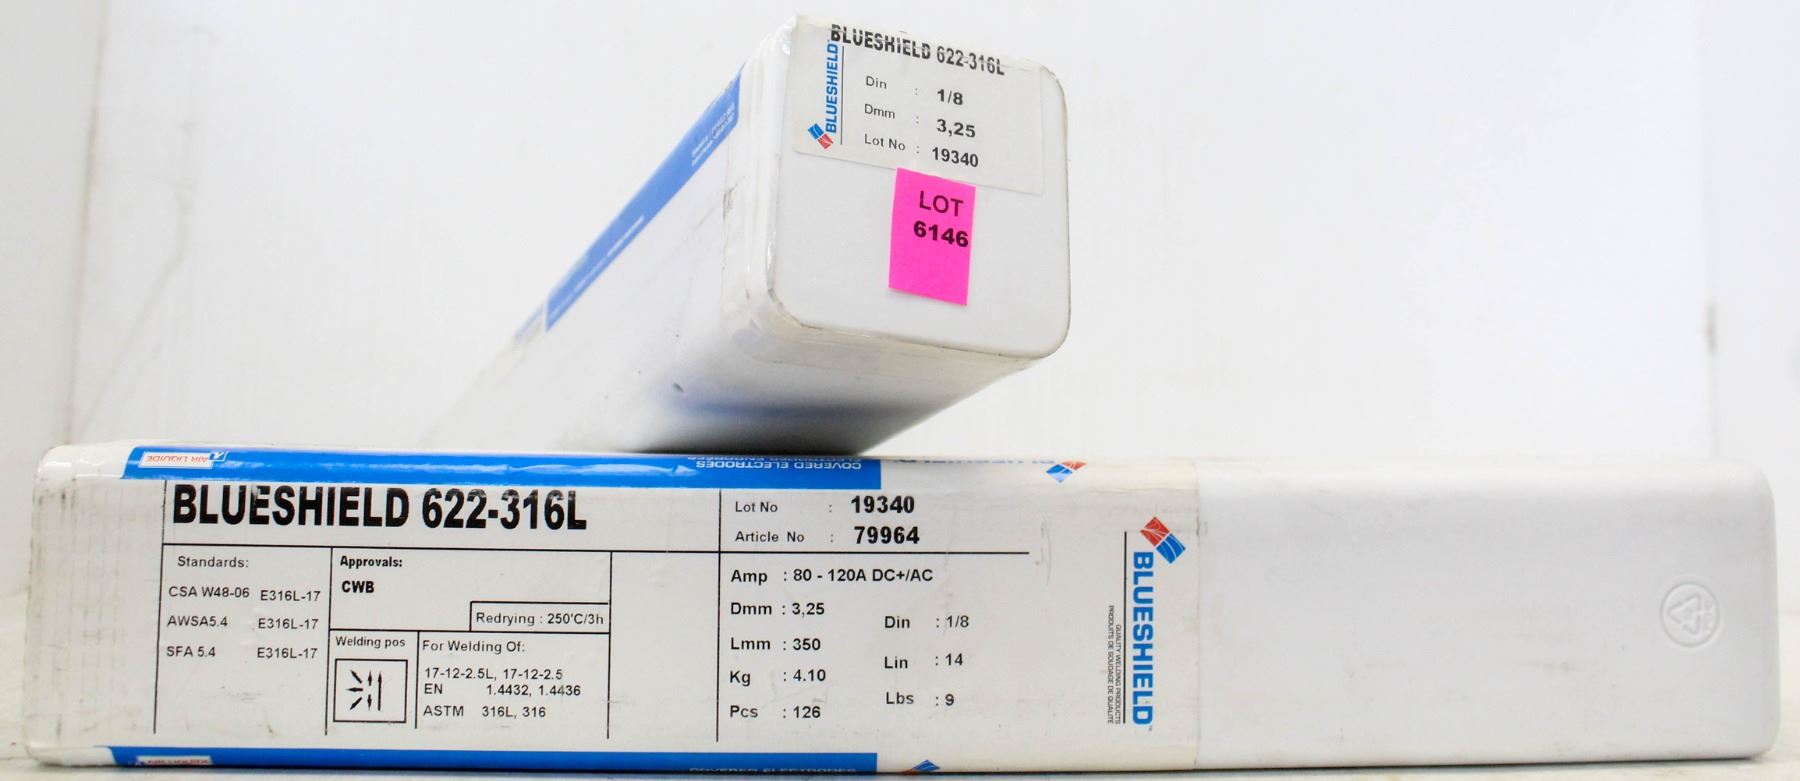 BLUESHIELD 622-316L
BLUESHIELD
Din : 1/8
Dmm : 3,25
Lot No : 19340
LOT
6146
AIR LIQUIDE
COVERED ELECTRODES
BLUESHIELD
BLUESHIELD 622-316L
Lot No : 19340
Article No : 79964
Standards:
CSA W48-06 E316L-17
AWSA5.4 E316L-17
SFA 5.4 E316L-17
Approvals:
CWB
Redrying : 250'C/3h
Welding pos
For Welding Of:
17-12-2.5L, 17-12-2.5
EN 1.4432, 1.4436
ASTM 316L, 316
Amp : 80 - 120A DC+/AC
Dmm : 3,25
Din : 1/8
Lmm : 350
Lin : 14
Kg : 4.10
Lbs : 9
Pcs : 126
BLUESHIELD™
QUALITY WELDING PRODUCTS
PRODUITS DE SOUDAGE DE QUALITE
AIR LIQUIDE
COVERED ELECTRODES